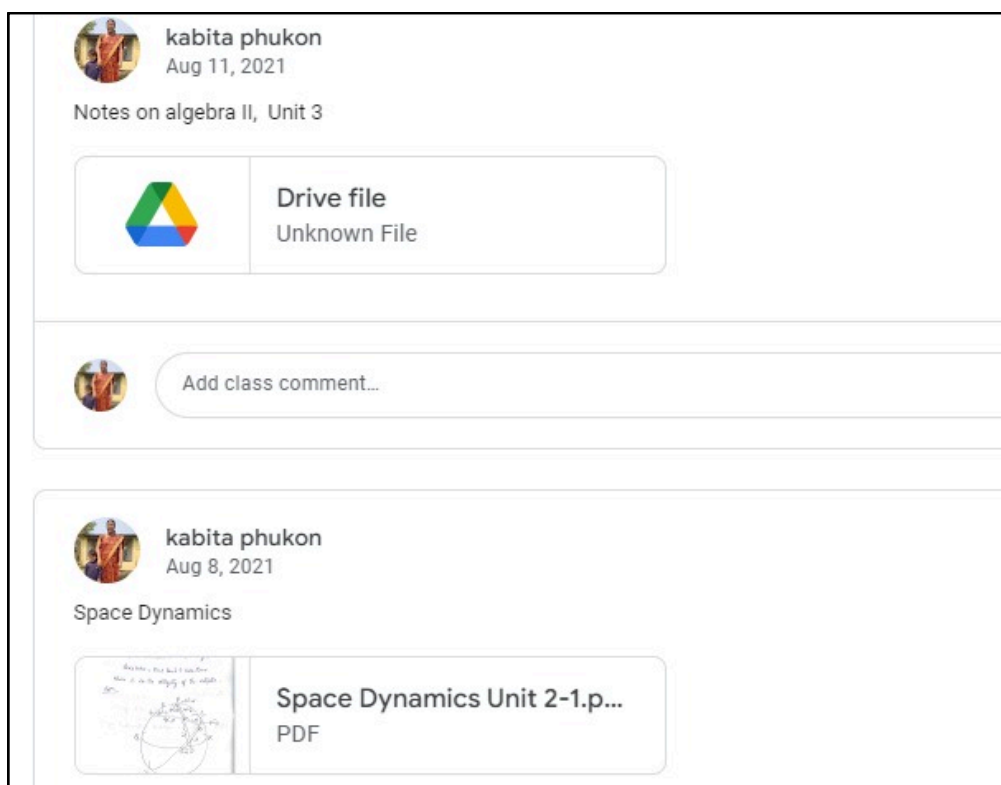 kabita phukon
Aug 11, 2021
Notes on algebra II, Unit 3
Drive file
Unknown File
Add class comment...
kabita phukon
Aug 8, 2021
Space Dynamics
Space Dynamics Unit 2-1.p...
PDF